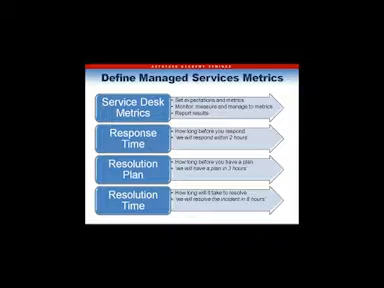 AUTOTASK ACADEMY SEMINAR
Define Managed Services Metrics
Service Desk
Metrics
• Set expectations and metrics
• Monitor, measure and manage to metrics
• Report results
Response
Time
• How long before you respond
• 'we will respond within 2 hours'
Resolution
Plan
• How long before you have a plan
• 'we will have a plan in 3 hours'
Resolution
Time
• How long will it take to resolve
• 'we will resolve the incident in 8 hours'